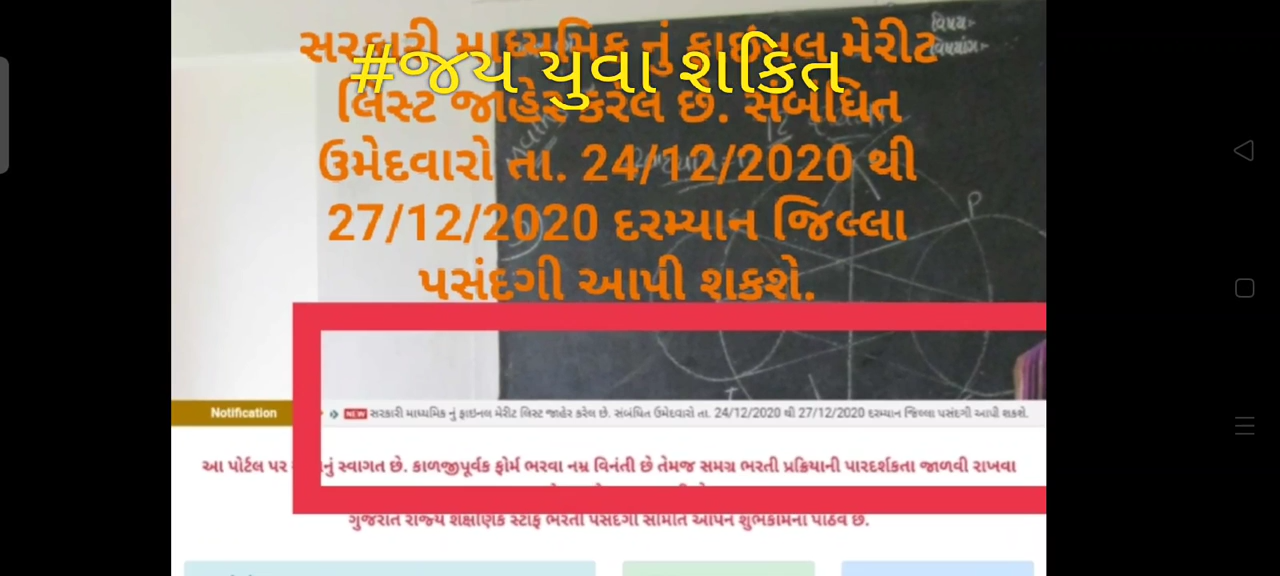 સરકારી માધ્યમિક નું ફાઇનલ મેરીટ
#જય યુવા શકિત
લિસ્ટ જાહેર કરેલ છે. સંબંધિત
ઉમેદવારો તા. 24/12/2020 થી
27/12/2020 દરમ્યાન જિલ્લા
પસંદગી આપી શકશે.
વિષય:-
વિષયાંગ:-
P
Notification
NEW સરકારી માધ્યમિક નું ફાઇનલ મેરીટ લિસ્ટ જાહેર કરેલ છે. સંબંધિત ઉમેદવારો તા. 24/12/2020 થી 27/12/2020 દરમ્યાન જિલ્લા પસંદગી આપી શકશે.
આ પોર્ટલ પર સ્વાગત છે. કાળજીપૂર્વક ફોર્મ ભરવા નમ્ર વિનંતી છે તેમજ સમગ્ર ભરતી પ્રક્રિયાની પારદર્શકતા જાળવી રાખવા
ગુજરાત રાજ્ય શૈક્ષણિક સ્ટાફ ભરતી પસંદગી સમિતિ આપને શુભકામના પાઠવે છે.